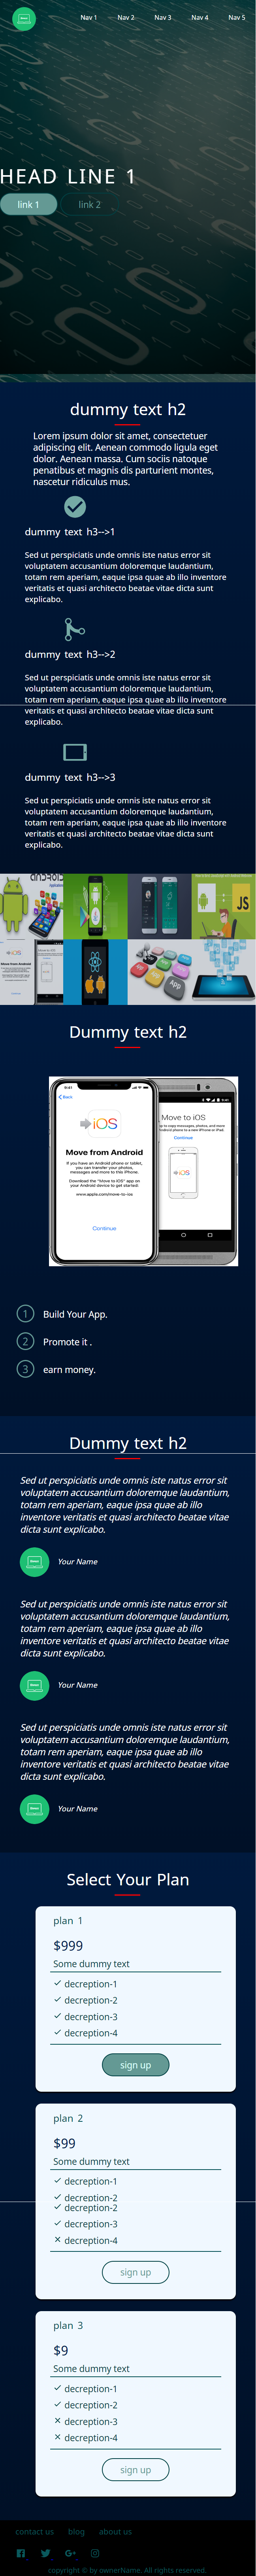 Nav 1 Nav 2 Nav 3 Nav 4 Nav 5
HEAD LINE 1
link 1 link 2
dummy text h2
Lorem ipsum dolor sit amet, consectetuer
adipiscing elit. Aenean commodo ligula eget
dolor. Aenean massa. Cum sociis natoque
penatibus et magnis dis parturient montes,
nascetur ridiculus mus.
dummy text h3-->1
Sed ut perspiciatis unde omnis iste natus error sit
voluptatem accusantium doloremque laudantium,
totam rem aperiam, eaque ipsa quae ab illo inventore
veritatis et quasi architecto beatae vitae dicta sunt
explicabo.
dummy text h3-->2
Sed ut perspiciatis unde omnis iste natus error sit
voluptatem accusantium doloremque laudantium,
totam rem aperiam, eaque ipsa quae ab illo inventore
veritatis et quasi architecto beatae vitae dicta sunt
explicabo.
dummy text h3-->3
Sed ut perspiciatis unde omnis iste natus error sit
voluptatem accusantium doloremque laudantium,
totam rem aperiam, eaque ipsa quae ab illo inventore
veritatis et quasi architecto beatae vitae dicta sunt
explicabo.
JS
iOS
Move from Android
App
Dummy text h2
9:41
Back
iOS
Move from Android
If you have an Android phone or tablet,
you can transfer your photos,
messages and more to this iPhone.
Download the "Move to iOS" app on
your Android device to get started:
www.apple.com/move-to-ios
Continue
Move to iOS
Continue
iOS
1 Build Your App.
2 Promote it .
3 earn money.
Dummy text h2
Sed ut perspiciatis unde omnis iste natus error sit
voluptatem accusantium doloremque laudantium,
totam rem aperiam, eaque ipsa quae ab illo
inventore veritatis et quasi architecto beatae vitae
dicta sunt explicabo.
Your Name
Sed ut perspiciatis unde omnis iste natus error sit
voluptatem accusantium doloremque laudantium,
totam rem aperiam, eaque ipsa quae ab illo
inventore veritatis et quasi architecto beatae vitae
dicta sunt explicabo.
Your Name
Sed ut perspiciatis unde omnis iste natus error sit
voluptatem accusantium doloremque laudantium,
totam rem aperiam, eaque ipsa quae ab illo
inventore veritatis et quasi architecto beatae vitae
dicta sunt explicabo.
Your Name
Select Your Plan
plan 1
$999
Some dummy text
decreption-1
decreption-2
decreption-3
decreption-4
sign up
plan 2
$99
Some dummy text
decreption-1
decreption-2
decreption-2
decreption-3
decreption-4
sign up
plan 3
$9
Some dummy text
decreption-1
decreption-2
decreption-3
decreption-4
sign up
contact us blog about us
copyright © by ownerName. All rights reserved.